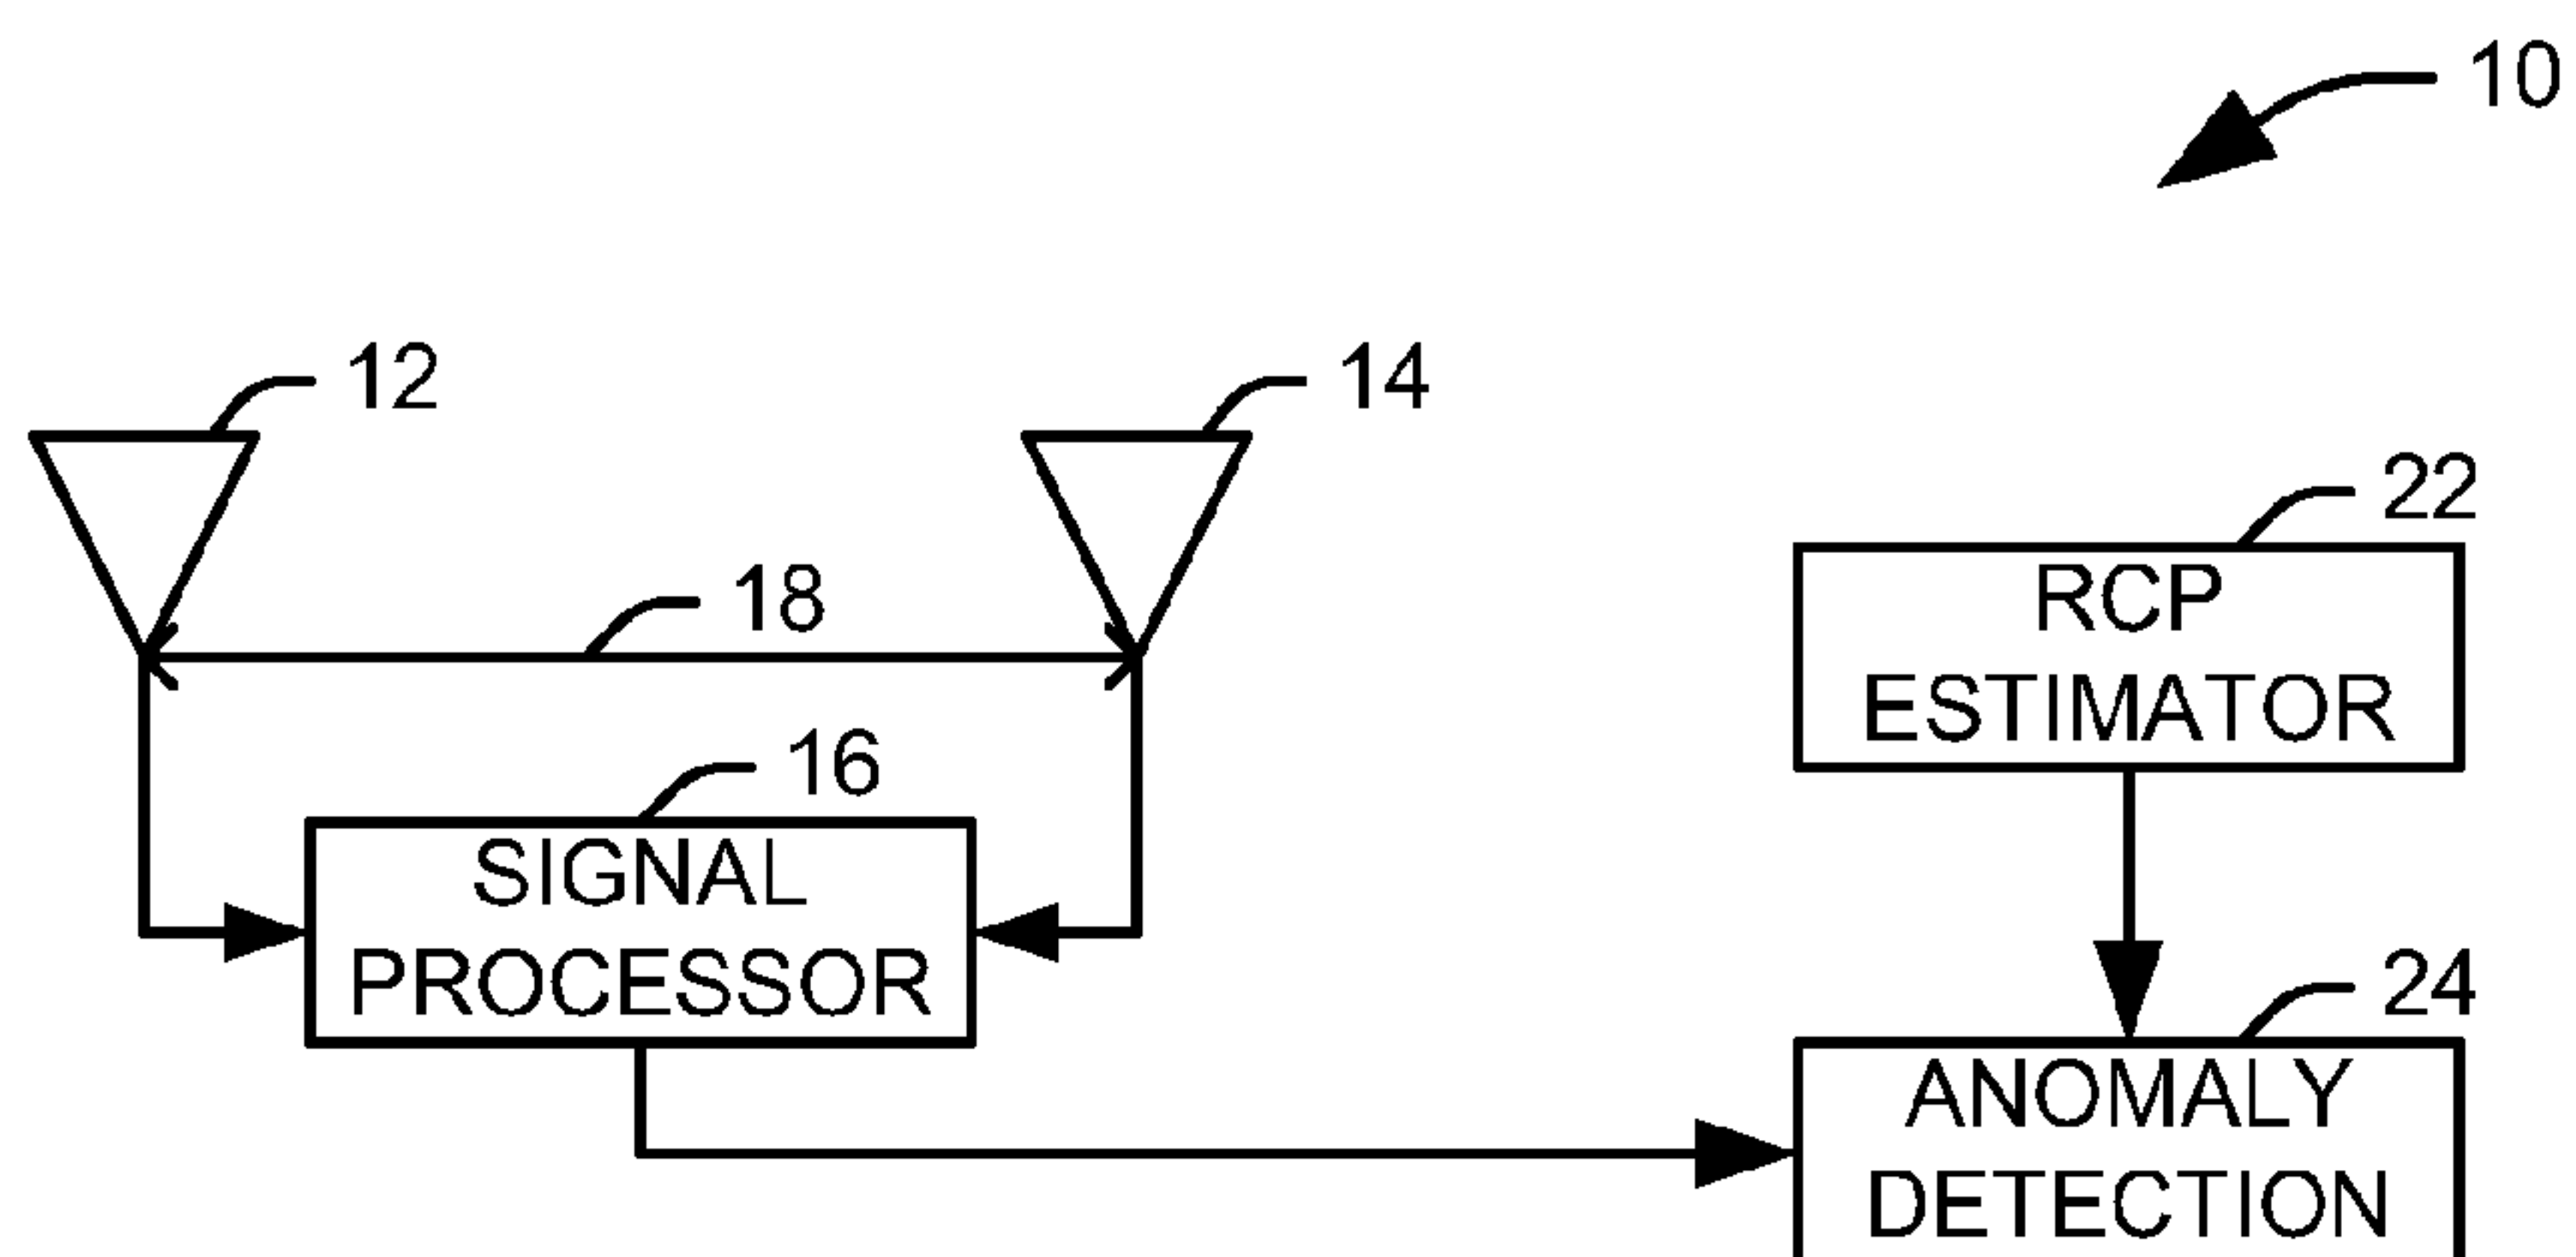 10
12
14
22
RCP
ESTIMATOR
18
16
SIGNAL
PROCESSOR
24
ANOMALY
DETECTION